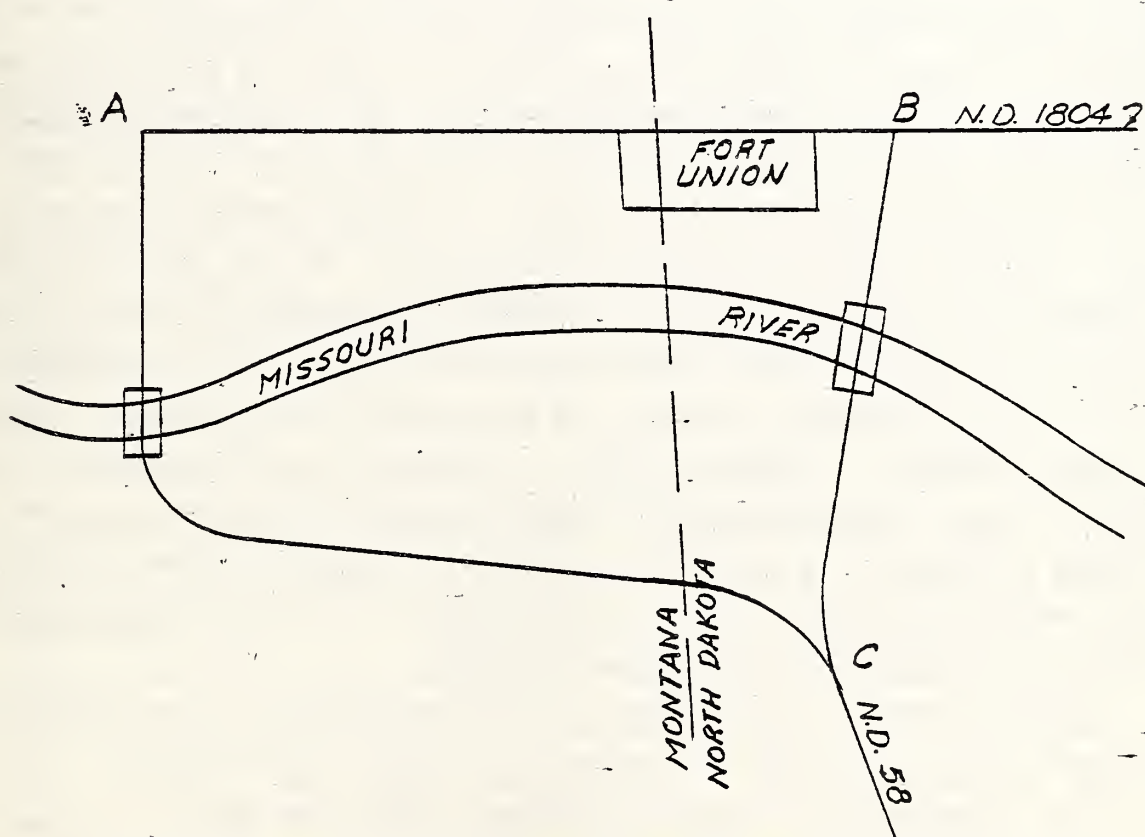 A
B
N.D. 1804
FORT
UNION
MISSOURI
RIVER
MONTANA
NORTH DAKOTA
C
N.D. 58